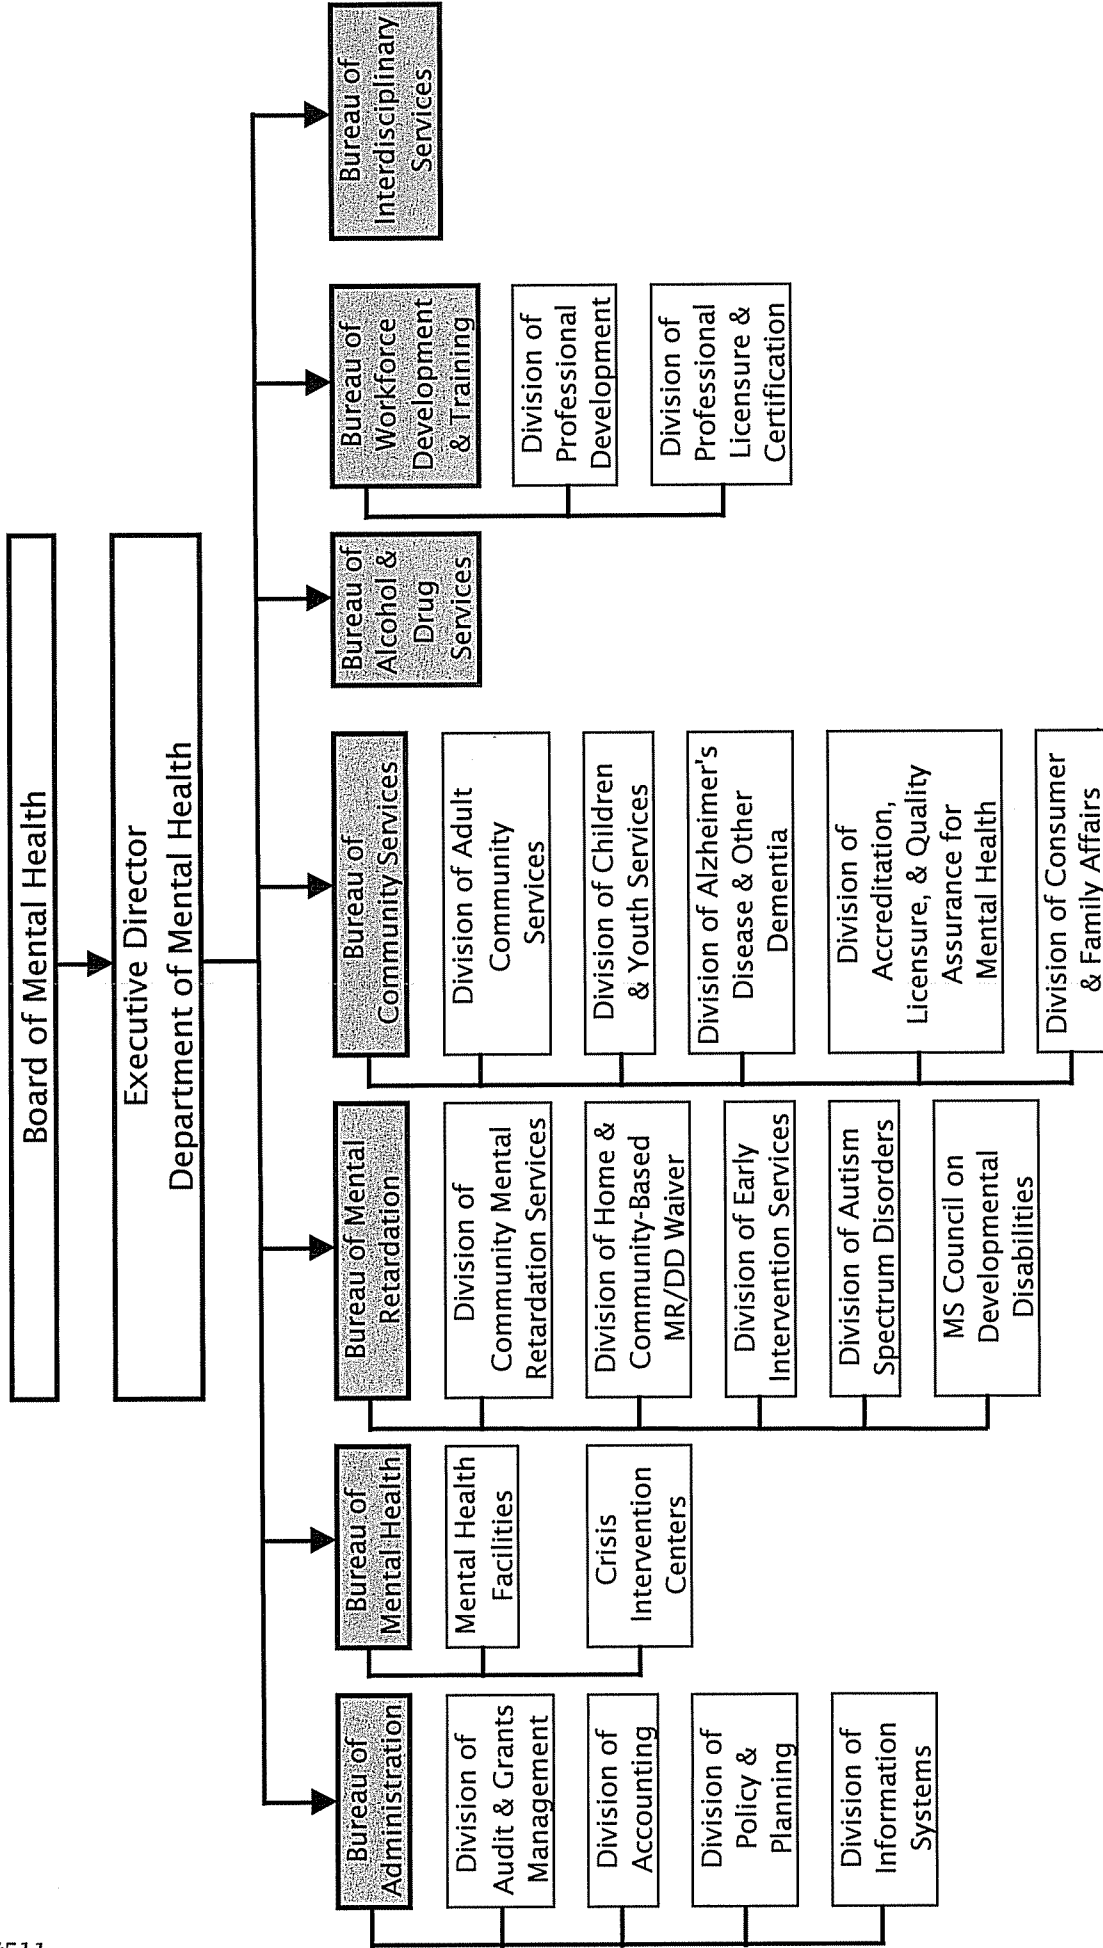 Board of Mental Health
Executive Director
Department of Mental Health
Bureau of
Administration
Division of
Audit & Grants
Management
Division of
Accounting
Division of
Policy &
Planning
Division of
Information
Systems
Bureau of
Mental Health
Mental Health
Facilities
Crisis
Intervention
Centers
Bureau of Mental
Retardation
Division of
Community Mental
Retardation Services
Division of Home &
Community-Based
MR/DD Waiver
Division of Early
Intervention Services
Division of Autism
Spectrum Disorders
MS Council on
Developmental
Disabilities
Bureau of
Community Services
Division of Adult
Community
Services
Division of Children
& Youth Services
Division of Alzheimer's
Disease & Other
Dementia
Division of
Accreditation,
Licensure, & Quality
Assurance for
Mental Health
Division of Consumer
& Family Affairs
Bureau of
Alcohol &
Drug
Services
Bureau of
Workforce
Development
& Training
Division of
Professional
Development
Division of
Professional
Licensure &
Certification
Bureau of
Interdisciplinary
Services